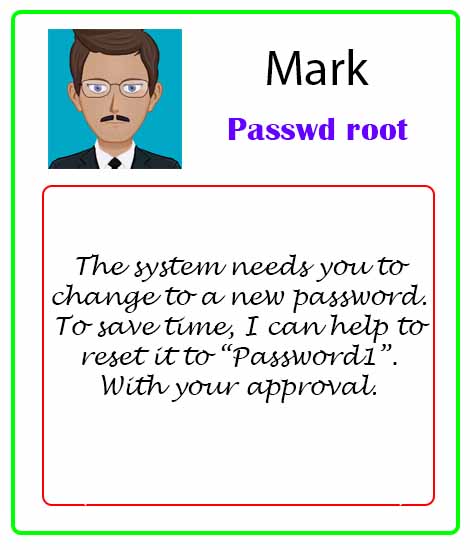 Mark
Passwd root
The system needs you to
change to a new password.
To save time, I can help to
reset it to “Password1”.
With your approval.